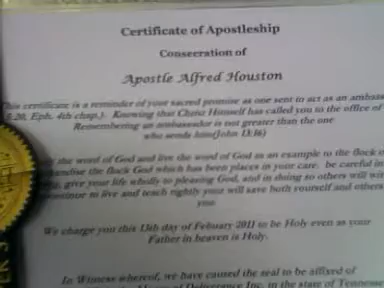 Certificate of Apostleship
Consecration of
Apostle Alfred Houston
This certificate is a reminder of your sacred promise as one sent to act as an ambass
5:20, Eph. 4th chap.). Knowing that Christ Himself has called you to the office of
Remembering an ambassador is not greater than the one
who sends him(John 13:16)
the word of God and live the word of God as an example to the flock o
the flock God which has been places in your care. be careful in
give your life wholly to pleasing God, and in doing so others will wi
continue to live and teach rightly your will save both yourself and others
you
We charge you this 13th day of Febuary 2011 to be Holy even as your
Father in heaven is Holy.
In Witness whereof, we have caused the seal to be affixed of
of Deliverance Inc. in the state of Tennesse